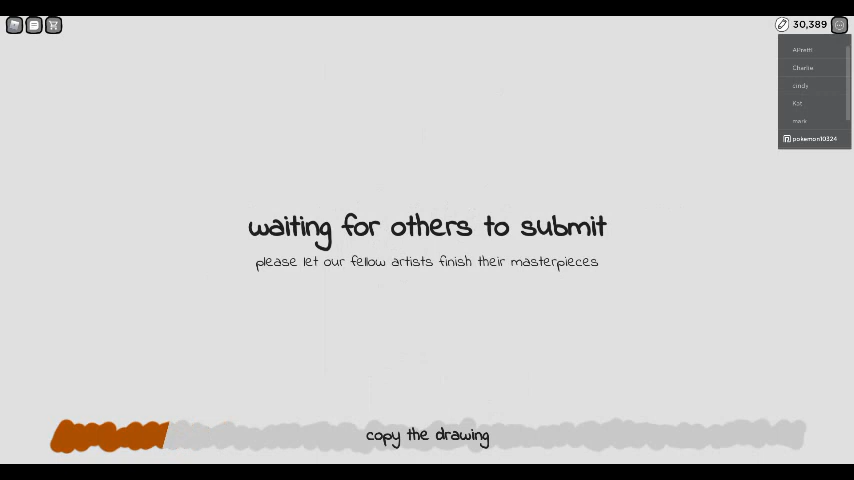 30,389
APrettt
Charlie
cindy
Kat
mark
pokemon10324
waiting for others to submit
please let our fellow artists finish their masterpieces
copy the drawing